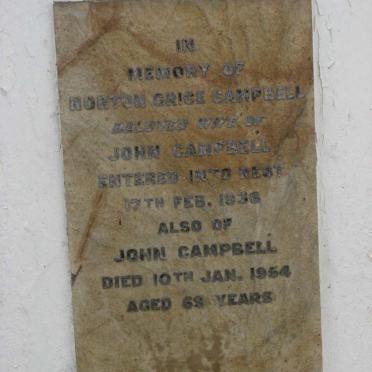 IN
MEMORY OF
NORTON GRICE CAMPBELL
BELOVED WIFE OF
JOHN CAMPBELL
ENTERED INTO REST
17TH FEB. 1936
ALSO OF
JOHN CAMPBELL
DIED 10TH JAN. 1954
AGED 69 YEARS